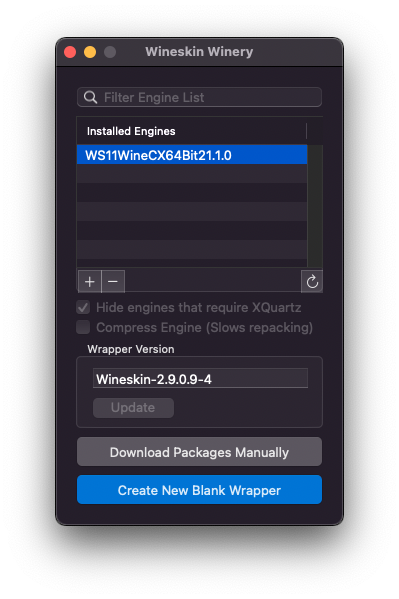 Wineskin Winery
Filter Engine List
Installed Engines
WS11WineCX64Bit21.1.0
+ −
Hide engines that require XQuartz
Compress Engine (Slows repacking)
Wrapper Version
Wineskin-2.9.0.9-4
Update
Download Packages Manually
Create New Blank Wrapper